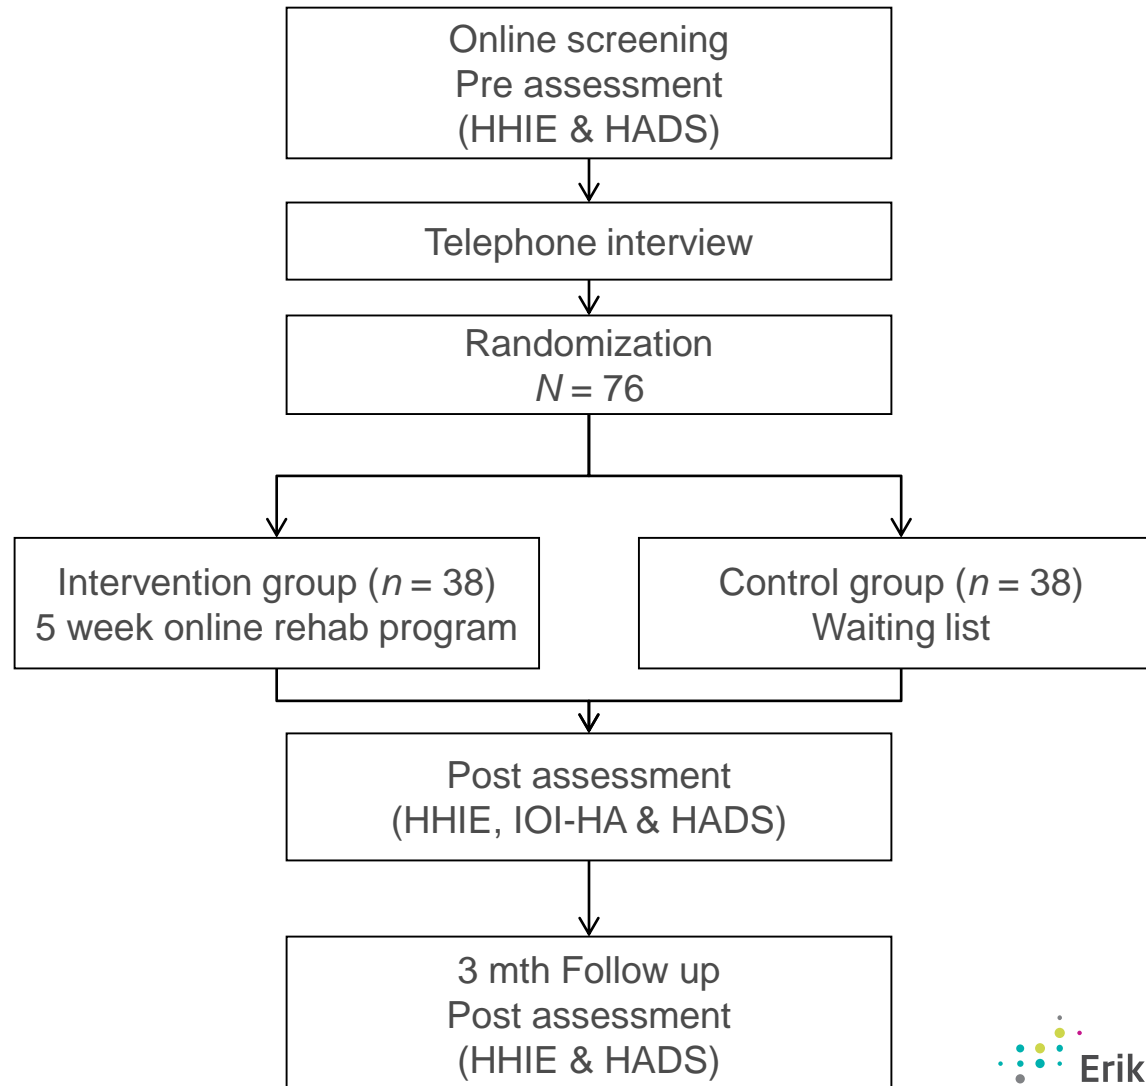 Online screening
Pre assessment
(HHIE & HADS)
Telephone interview
Randomization
N = 76
Intervention group (n = 38)
5 week online rehab program
Control group (n = 38)
Waiting list
Post assessment
(HHIE, IOI-HA & HADS)
3 mth Follow up
Post assessment
(HHIE & HADS)
Erik